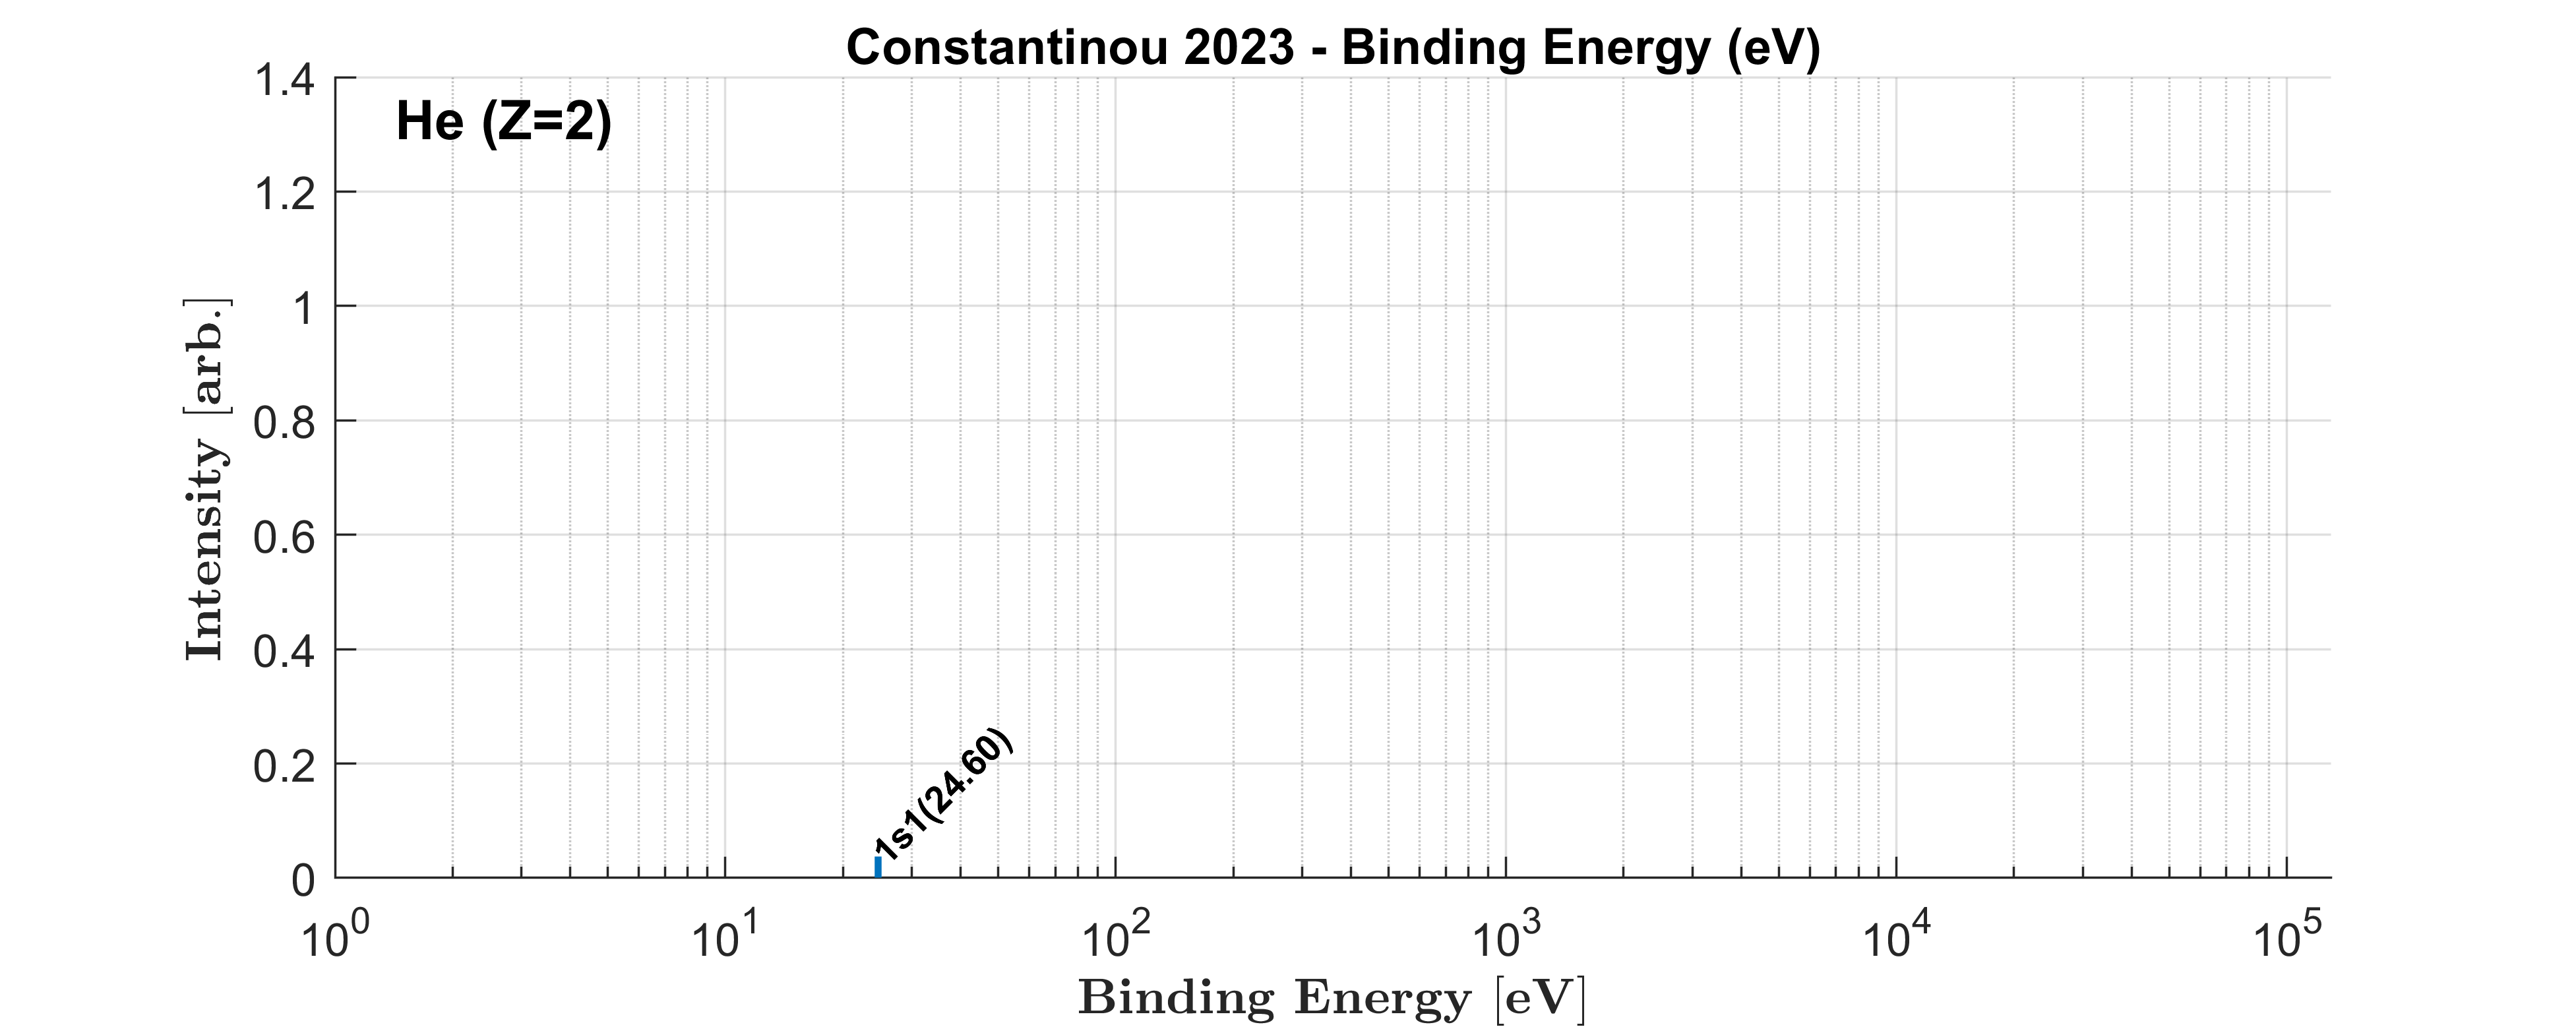 Constantinou 2023 - Binding Energy (eV)
He (Z=2)
1.4
1.2
1
0.8
0.6
0.4
0.2
0
Intensity [arb.]
1s1(24.60)
10^0 10^1 10^2 10^3 10^4 10^5
Binding Energy [eV]